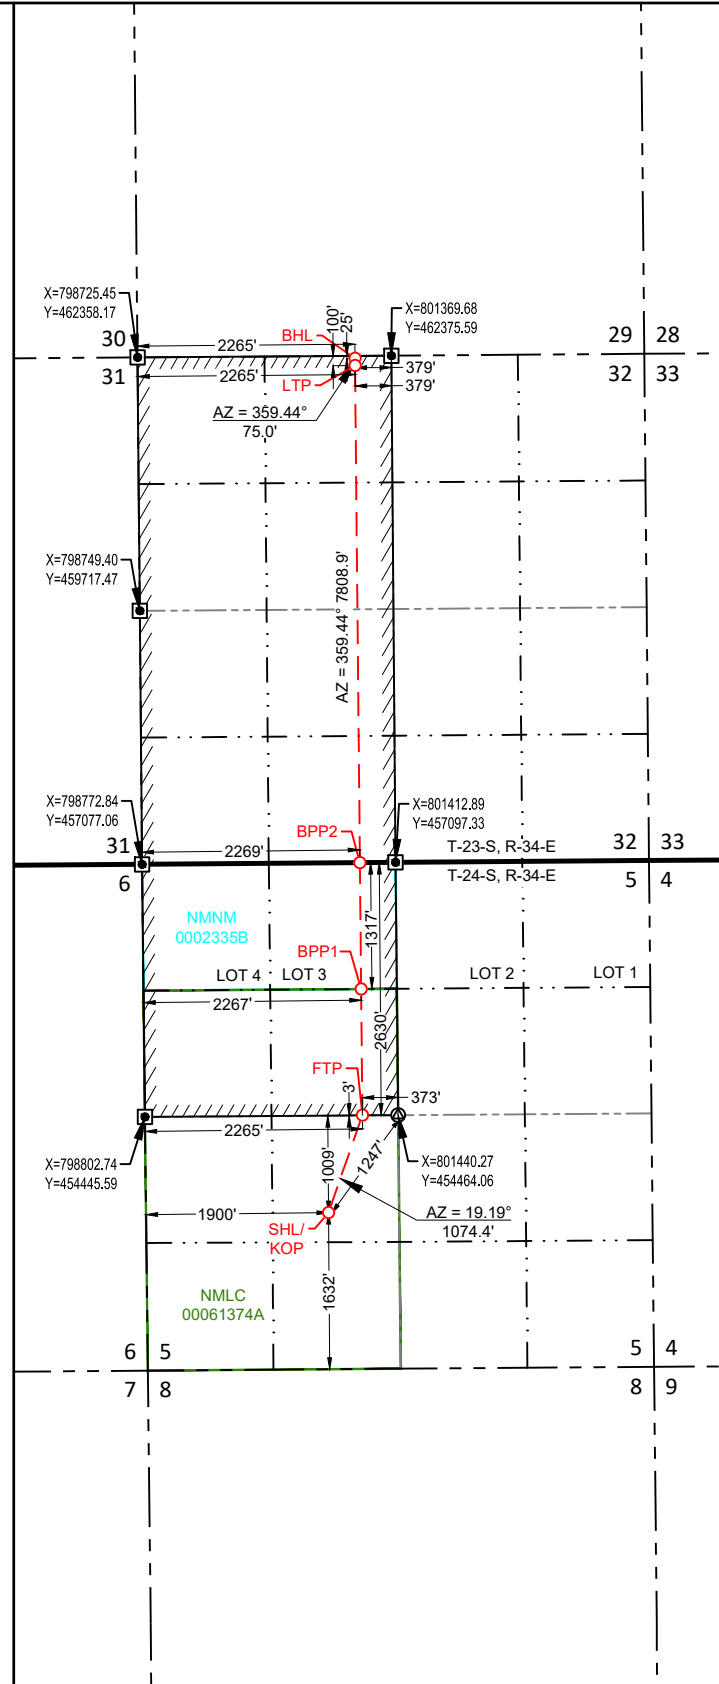 X=798725.45
Y=462358.17
X=801369.68
Y=462375.59
30
29
28
2265'
BHL
100'
25'
31
32
33
2265'
LTP
379'
379'
AZ = 359.44°
75.0'
X=798749.40
Y=459717.47
AZ = 359.44° 7808.9'
X=798772.84
Y=457077.06
X=801412.89
Y=457097.33
31
2269'
BPP2
T-23-S, R-34-E
32
33
6
T-24-S, R-34-E
5
4
NMNM
0002335B
1317'
BPP1
LOT 4
LOT 3
LOT 2
LOT 1
2267'
2630'
FTP
3'
373'
2265'
X=798802.74
Y=454445.59
1009'
1247'
X=801440.27
Y=454464.06
1900'
AZ = 19.19°
1074.4'
SHL/
KOP
1632'
NMLC
00061374A
6
5
5
4
7
8
8
9